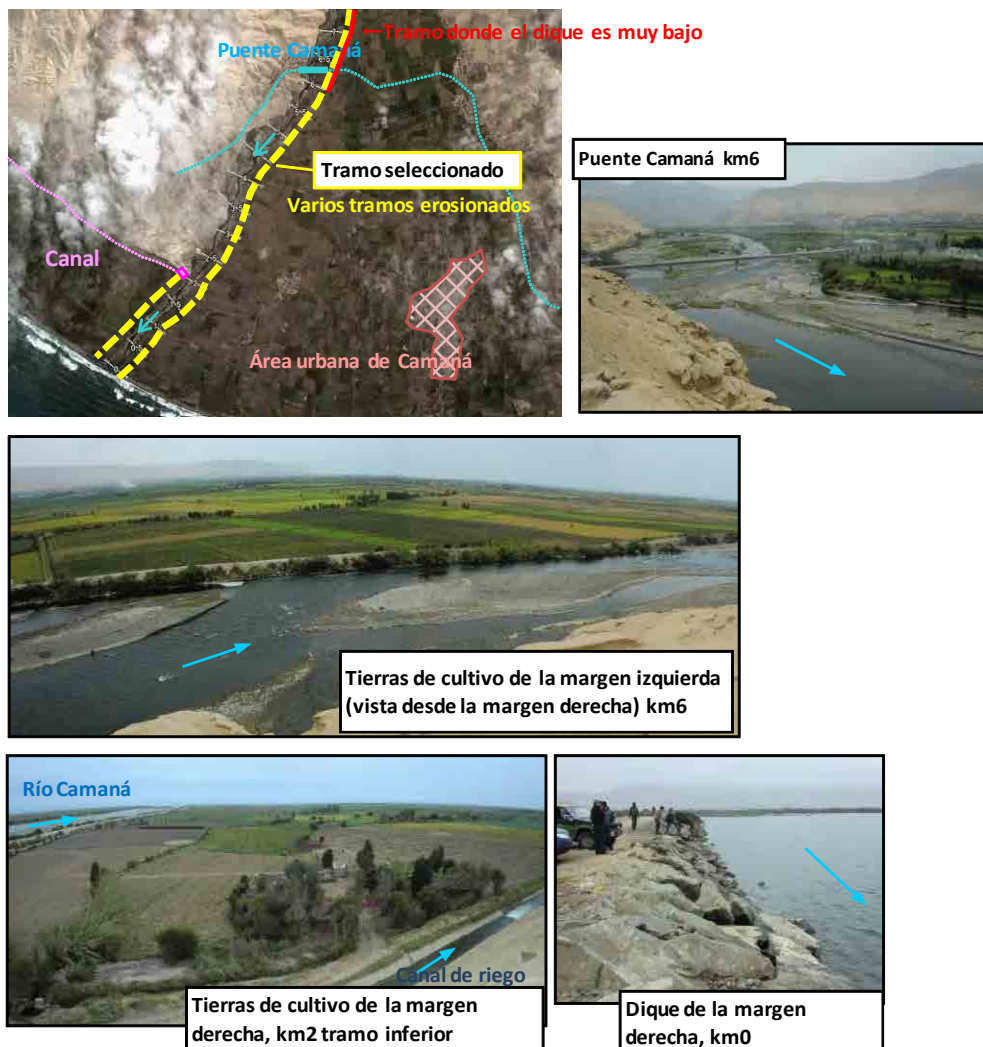 ←Tramo donde el dique es muy bajo
Puente Camaná
Tramo seleccionado
Varios tramos erosionados
Canal
Área urbana de Camaná
Puente Camaná km6
Tierras de cultivo de la margen izquierda
(vista desde la margen derecha) km6
Río Camaná
Canal de riego
Tierras de cultivo de la margen
derecha, km2 tramo inferior
Dique de la margen
derecha, km0